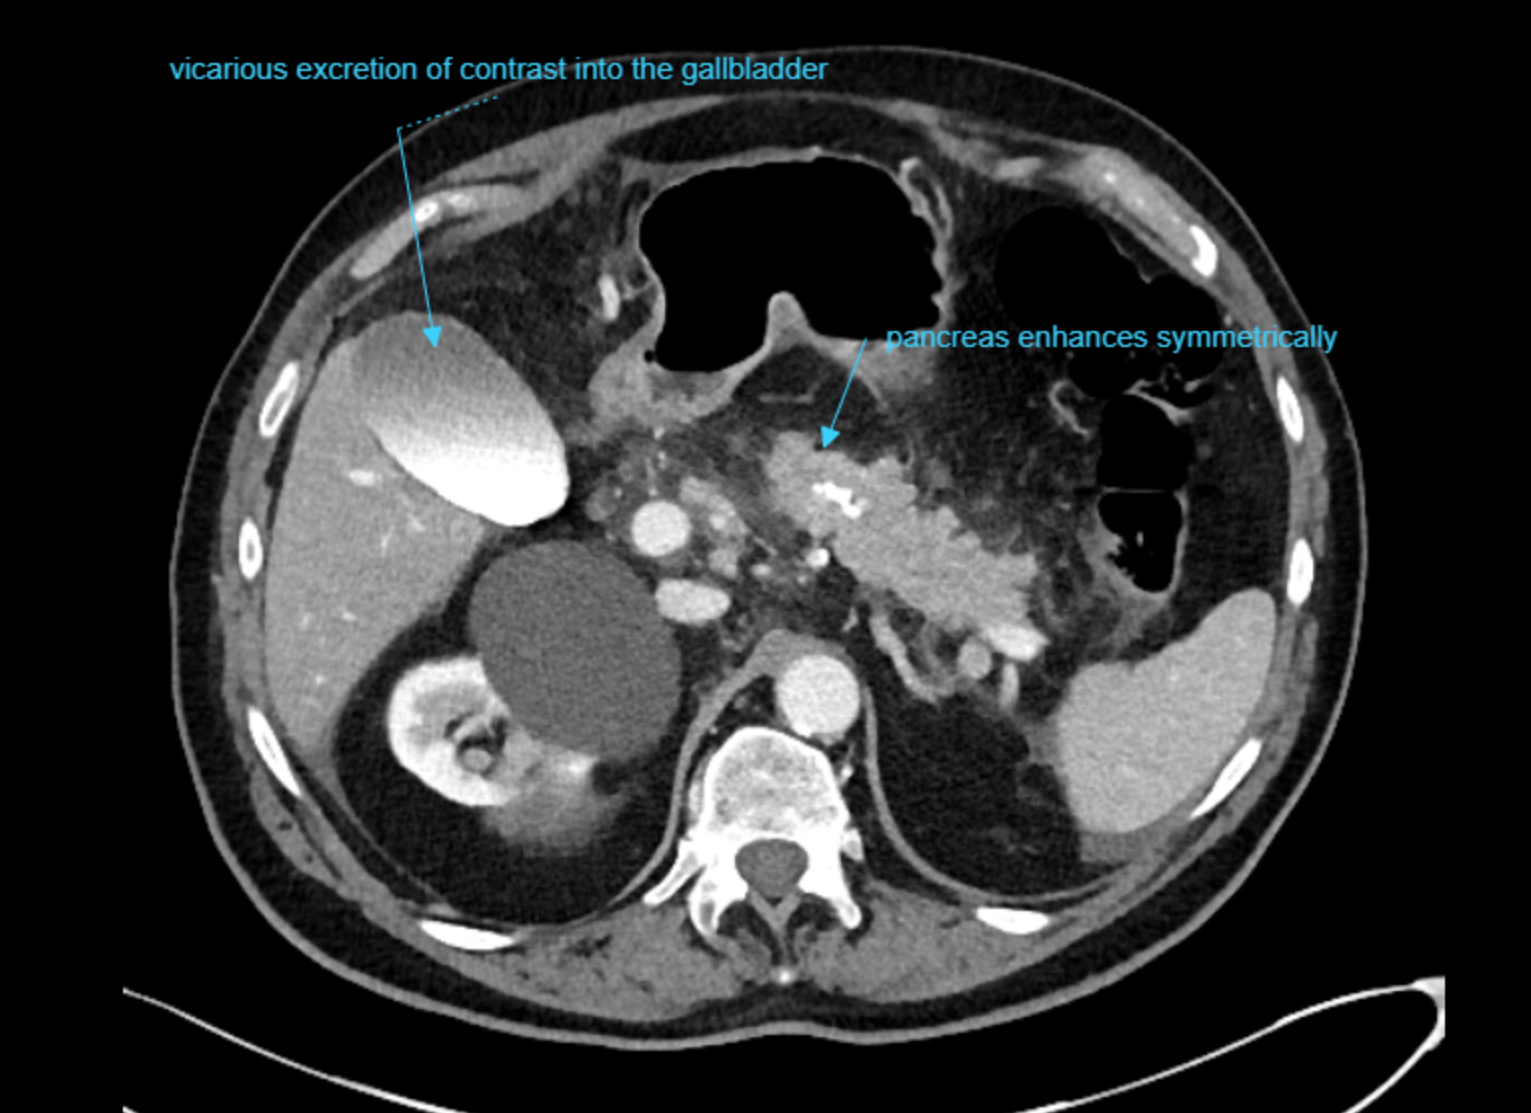 vicarious excretion of contrast into the gallbladder
pancreas enhances symmetrically